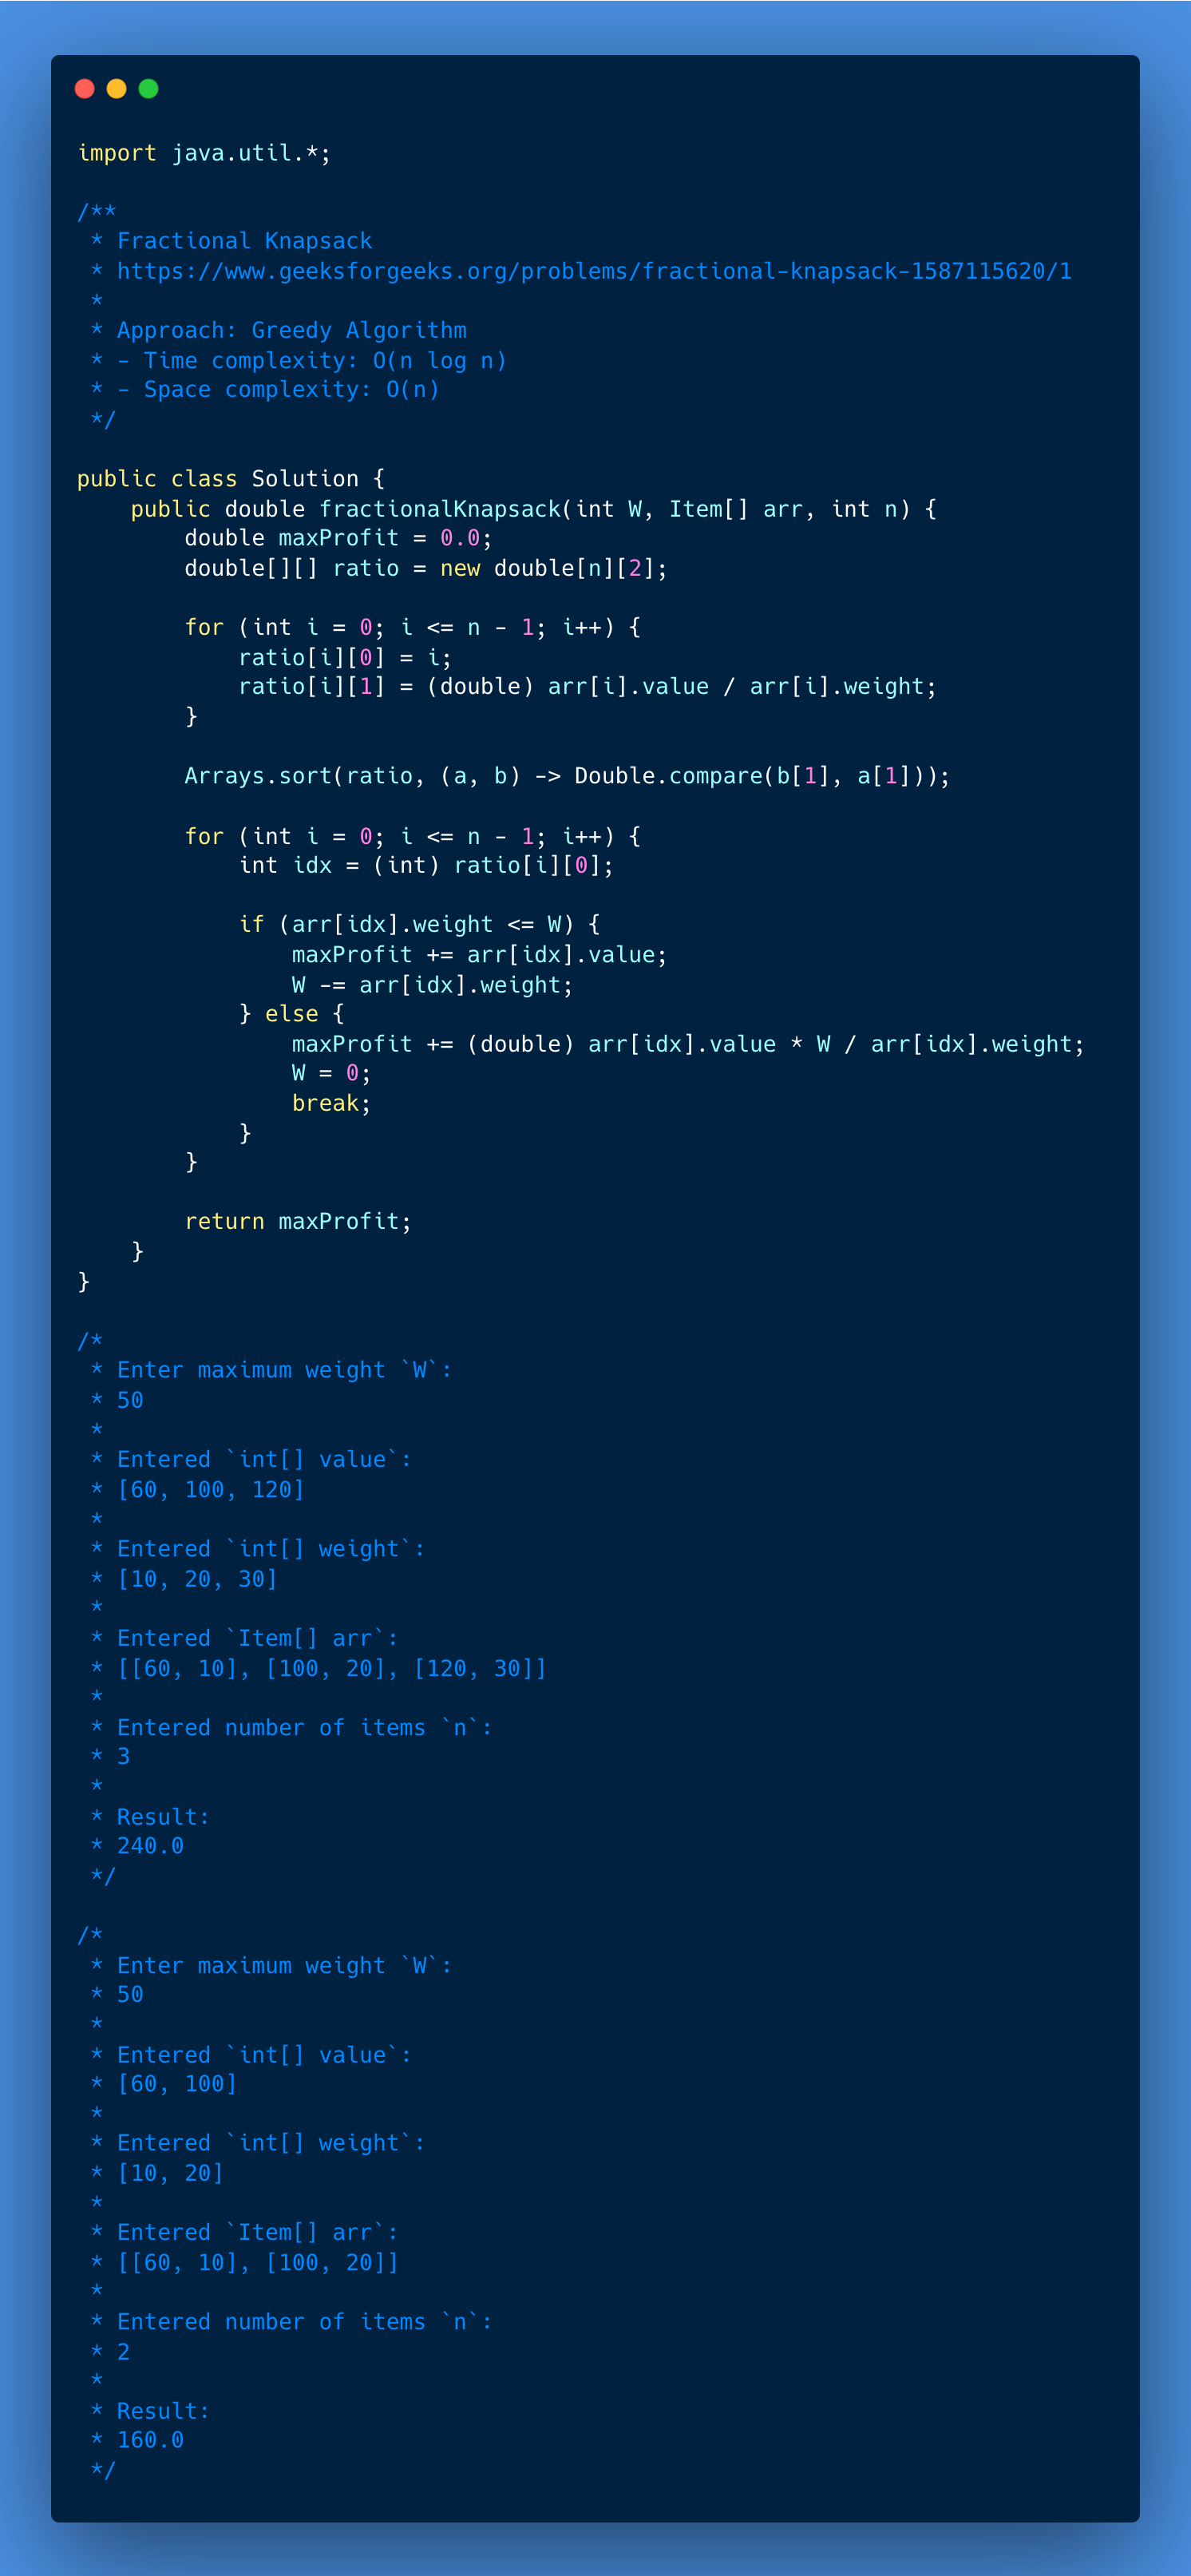 import java.util.*;

/**
 * Fractional Knapsack
 * https://www.geeksforgeeks.org/problems/fractional-knapsack-1587115620/1
 *
 * Approach: Greedy Algorithm
 * - Time complexity: O(n log n)
 * - Space complexity: O(n)
 */

public class Solution {
    public double fractionalKnapsack(int W, Item[] arr, int n) {
        double maxProfit = 0.0;
        double[][] ratio = new double[n][2];

        for (int i = 0; i <= n - 1; i++) {
            ratio[i][0] = i;
            ratio[i][1] = (double) arr[i].value / arr[i].weight;
        }

        Arrays.sort(ratio, (a, b) -> Double.compare(b[1], a[1]));

        for (int i = 0; i <= n - 1; i++) {
            int idx = (int) ratio[i][0];

            if (arr[idx].weight <= W) {
                maxProfit += arr[idx].value;
                W -= arr[idx].weight;
            } else {
                maxProfit += (double) arr[idx].value * W / arr[idx].weight;
                W = 0;
                break;
            }
        }

        return maxProfit;
    }
}

/*
 * Enter maximum weight `W`:
 * 50
 *
 * Entered `int[] value`:
 * [60, 100, 120]
 *
 * Entered `int[] weight`:
 * [10, 20, 30]
 *
 * Entered `Item[] arr`:
 * [[60, 10], [100, 20], [120, 30]]
 *
 * Entered number of items `n`:
 * 3
 *
 * Result:
 * 240.0
 */

/*
 * Enter maximum weight `W`:
 * 50
 *
 * Entered `int[] value`:
 * [60, 100]
 *
 * Entered `int[] weight`:
 * [10, 20]
 *
 * Entered `Item[] arr`:
 * [[60, 10], [100, 20]]
 *
 * Entered number of items `n`:
 * 2
 *
 * Result:
 * 160.0
 */